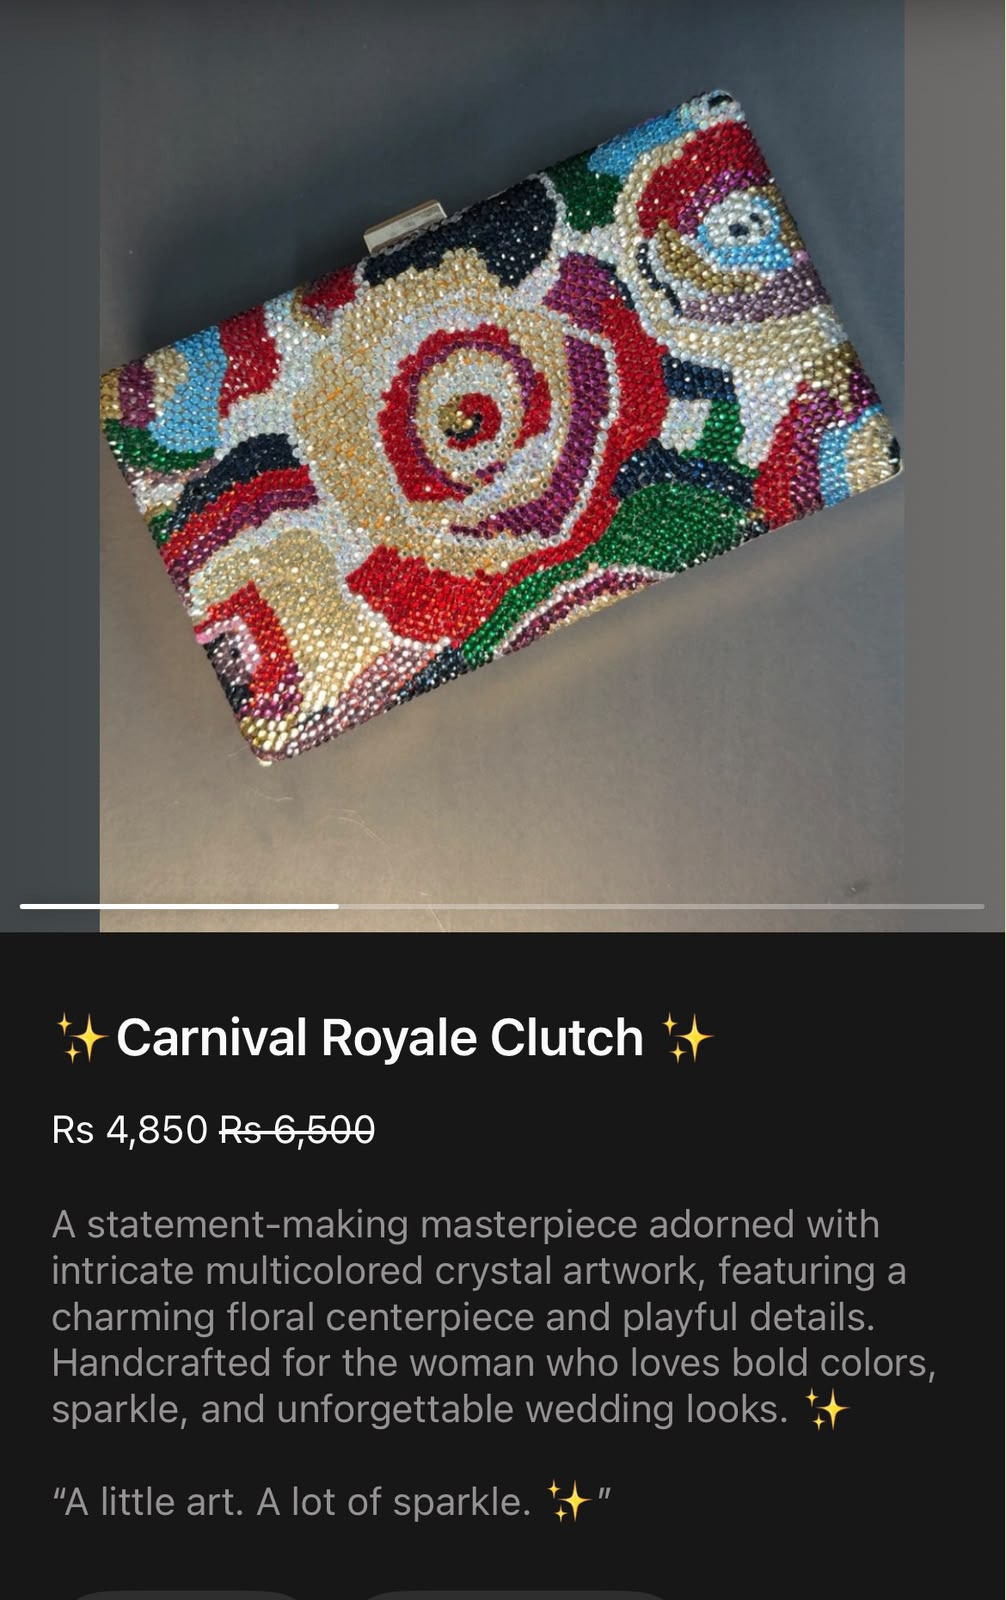 ✨Carnival Royale Clutch ✨
Rs 4,850 Rs 6,500
A statement-making masterpiece adorned with
intricate multicolored crystal artwork, featuring a
charming floral centerpiece and playful details.
Handcrafted for the woman who loves bold colors,
sparkle, and unforgettable wedding looks. ✨
“A little art. A lot of sparkle. ✨”